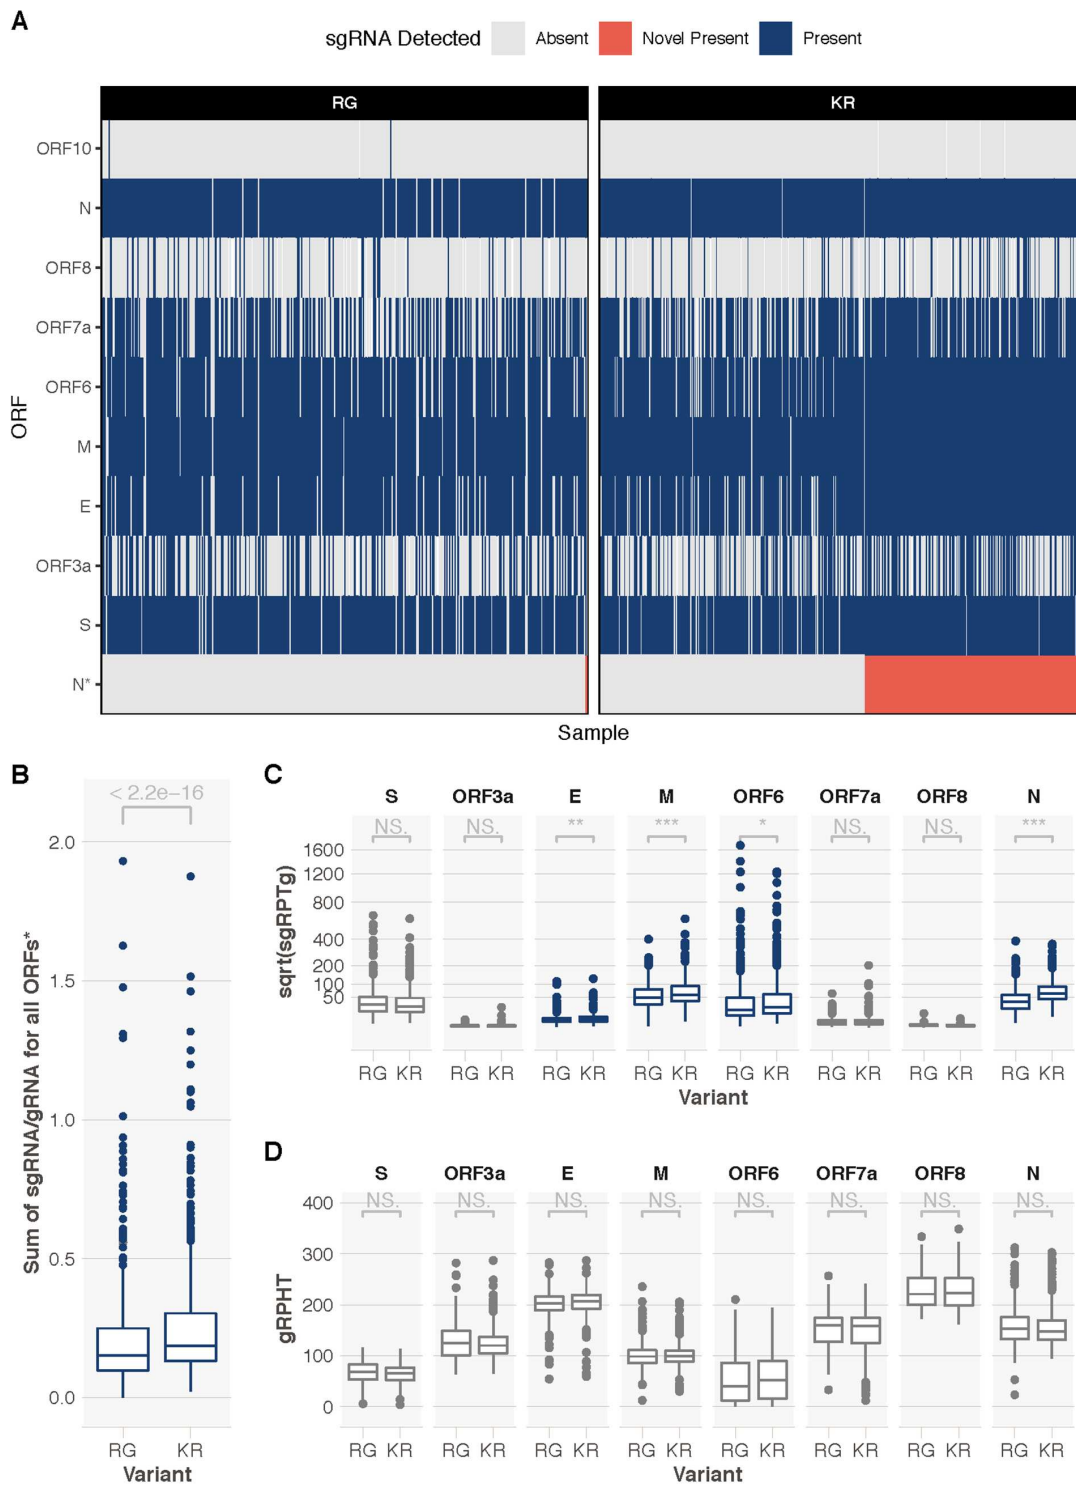 A
sgRNA Detected Absent Novel Present Present
RG KR
ORF10
N
ORF8
ORF7a
ORF6
M
E
ORF3a
S
N*
ORF
Sample
B
< 2.2e−16
2.0
1.5
1.0
0.5
0.0
Sum of sgRNA/gRNA for all ORFs*
RG KR
Variant
C
S ORF3a E M ORF6 ORF7a ORF8 N
NS. NS. ** *** * NS. NS. ***
1600
1200
800
400
200
100
50
sqrt(sgRPTg)
RG KR RG KR RG KR RG KR RG KR RG KR RG KR RG KR
Variant
D
S ORF3a E M ORF6 ORF7a ORF8 N
NS. NS. NS. NS. NS. NS. NS. NS.
400
300
200
100
0
gRPHT
RG KR RG KR RG KR RG KR RG KR RG KR RG KR RG KR
Variant